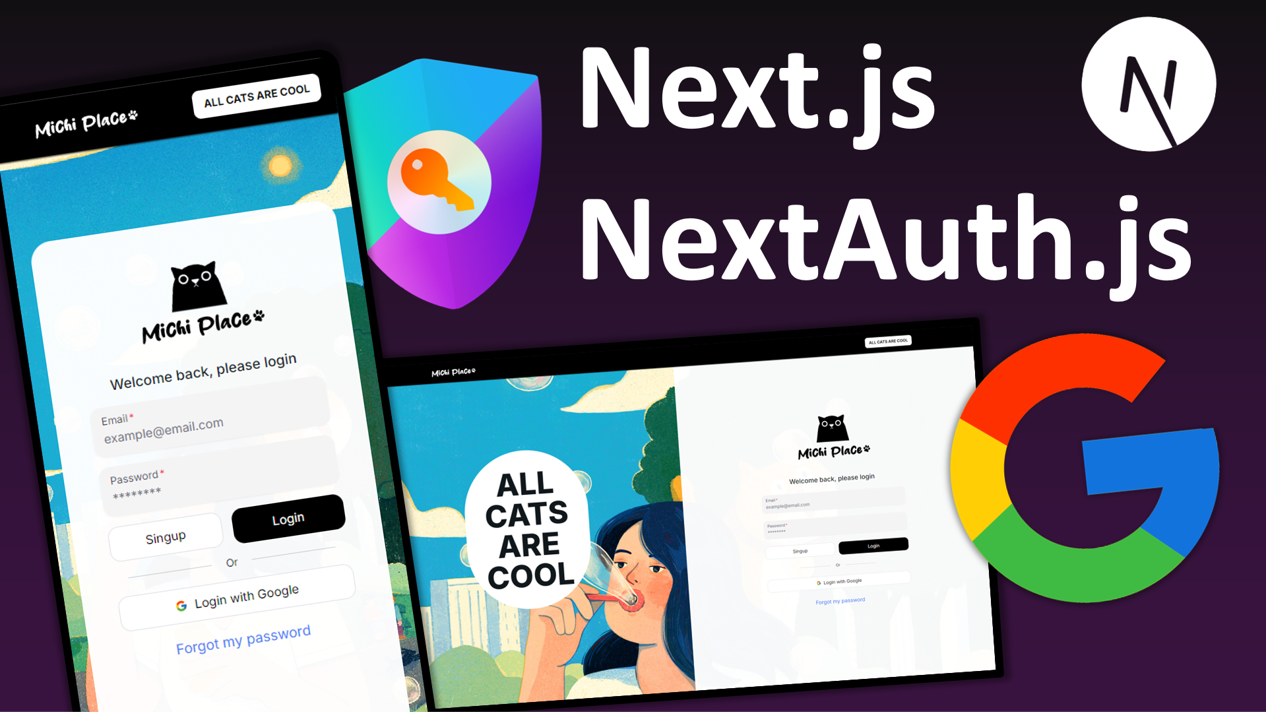 Next.js
NextAuth.js
MiCHi PLaCe
ALL CATS ARE COOL
MiCHi PLaCe
Welcome back, please login
Email*
example@email.com
Password*
********
Singup
Login
Or
Login with Google
Forgot my password
MiCHi PLaCe
ALL CATS ARE COOL
ALL
CATS
ARE
COOL
MiCHi PLaCe
Welcome back, please login
Email*
example@email.com
Password*
********
Singup
Login
Or
Login with Google
Forgot my password